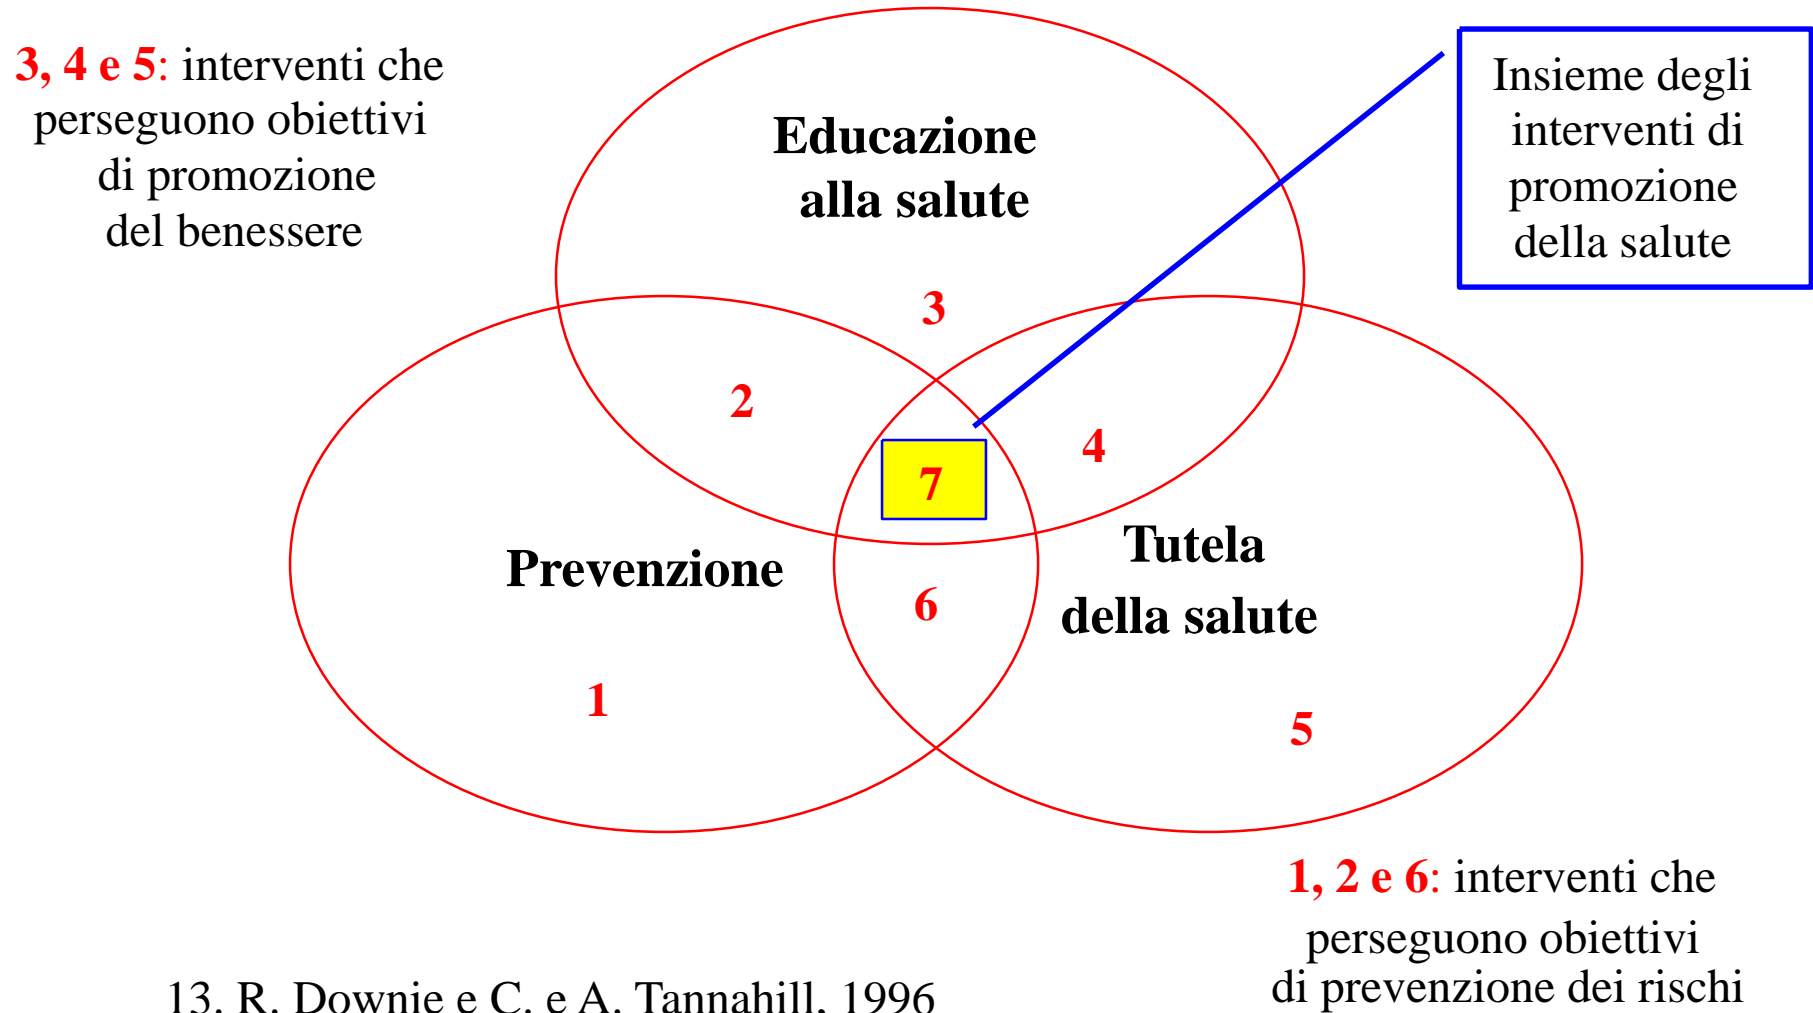 3, 4 e 5: interventi che
perseguono obiettivi
di promozione
del benessere
Educazione
alla salute
Insieme degli
interventi di
promozione
della salute
3
2
4
7
Prevenzione
Tutela
della salute
6
1
5
1, 2 e 6: interventi che
perseguono obiettivi
di prevenzione dei rischi
13. R. Downie e C. e A. Tannahill, 1996